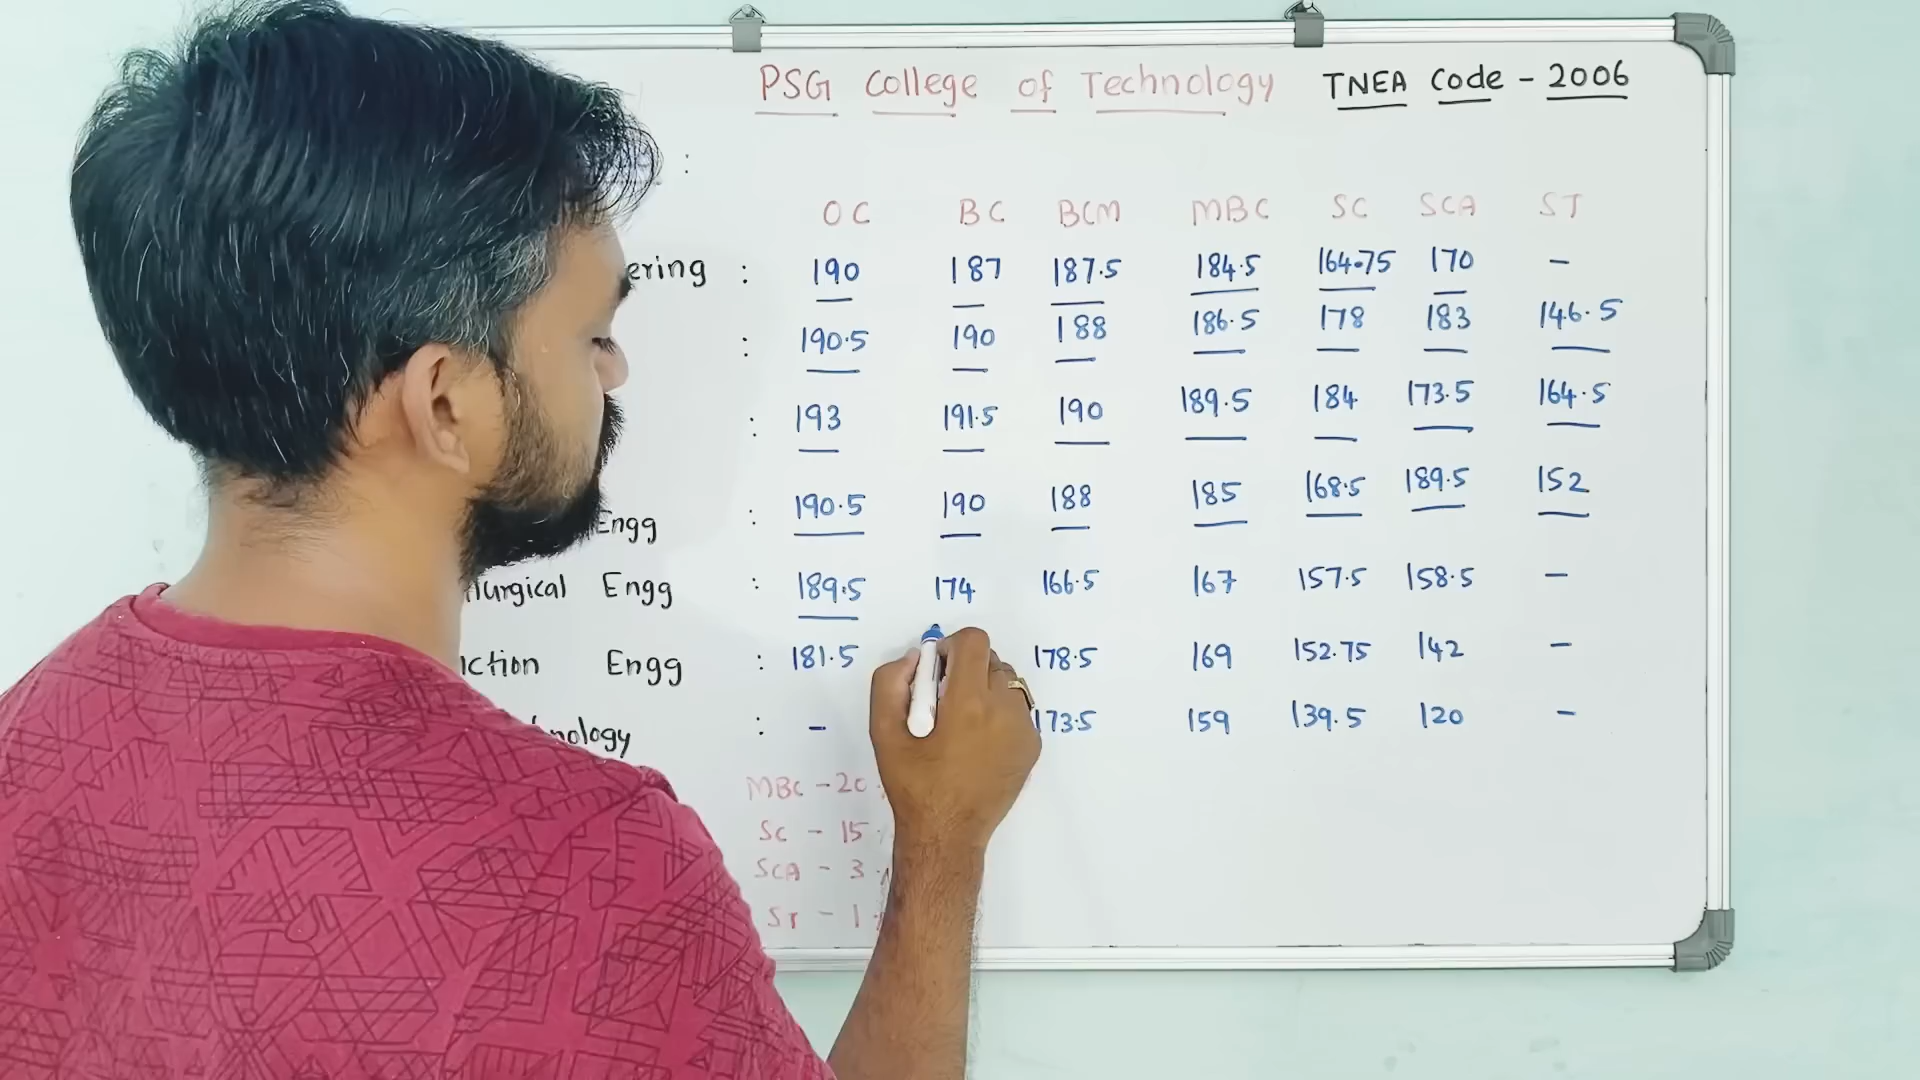 PSG College of Technology TNEA Code - 2006
:
OC BC BCM MBC SC SCA ST
ering : 190 187 187.5 184.5 164.75 170 -
: 190.5 190 188 186.5 178 183 146.5
: 193 191.5 190 189.5 184 173.5 164.5
Engg : 190.5 190 188 185 168.5 189.5 152
llurgical Engg : 189.5 174 166.5 167 157.5 158.5 -
uction Engg : 181.5 178.5 169 152.75 142 -
nology : - 173.5 159 139.5 120 -
MBC - 20
SC - 15
SCA - 3
ST - 1